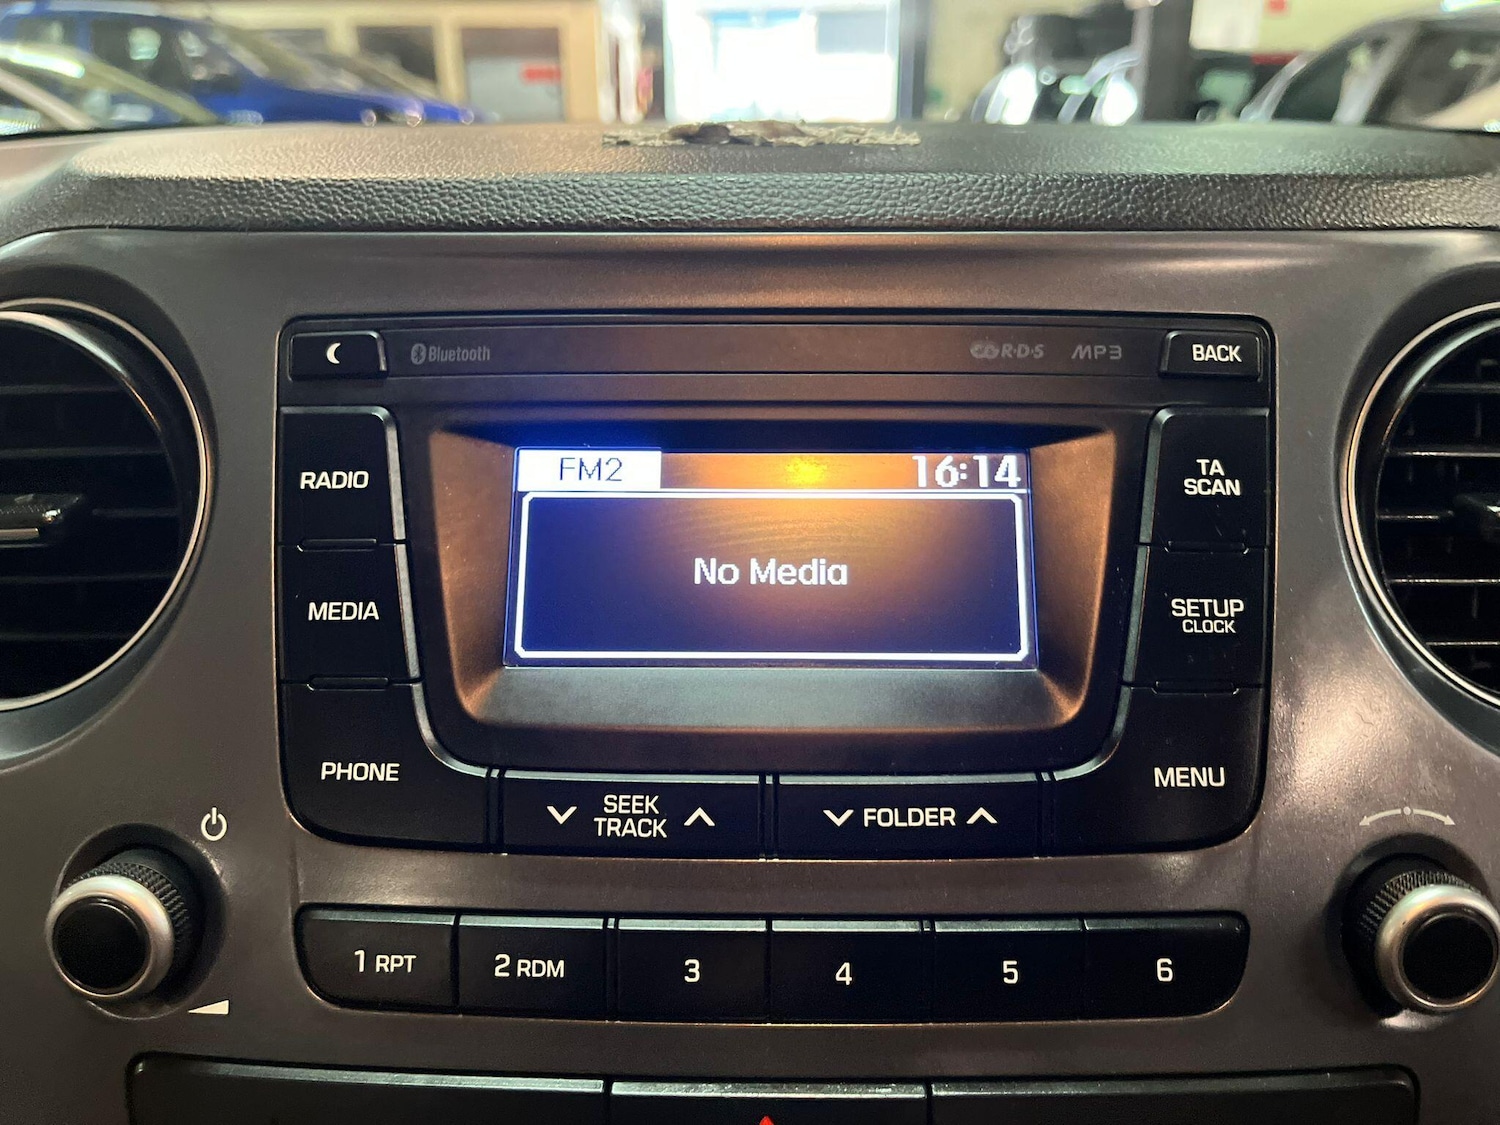 Bluetooth
R·D·S
MP3
BACK
RADIO
FM2
16:14
TA
SCAN
No Media
MEDIA
SETUP
CLOCK
PHONE
MENU
SEEK
TRACK
FOLDER
1 RPT
2 RDM
3
4
5
6